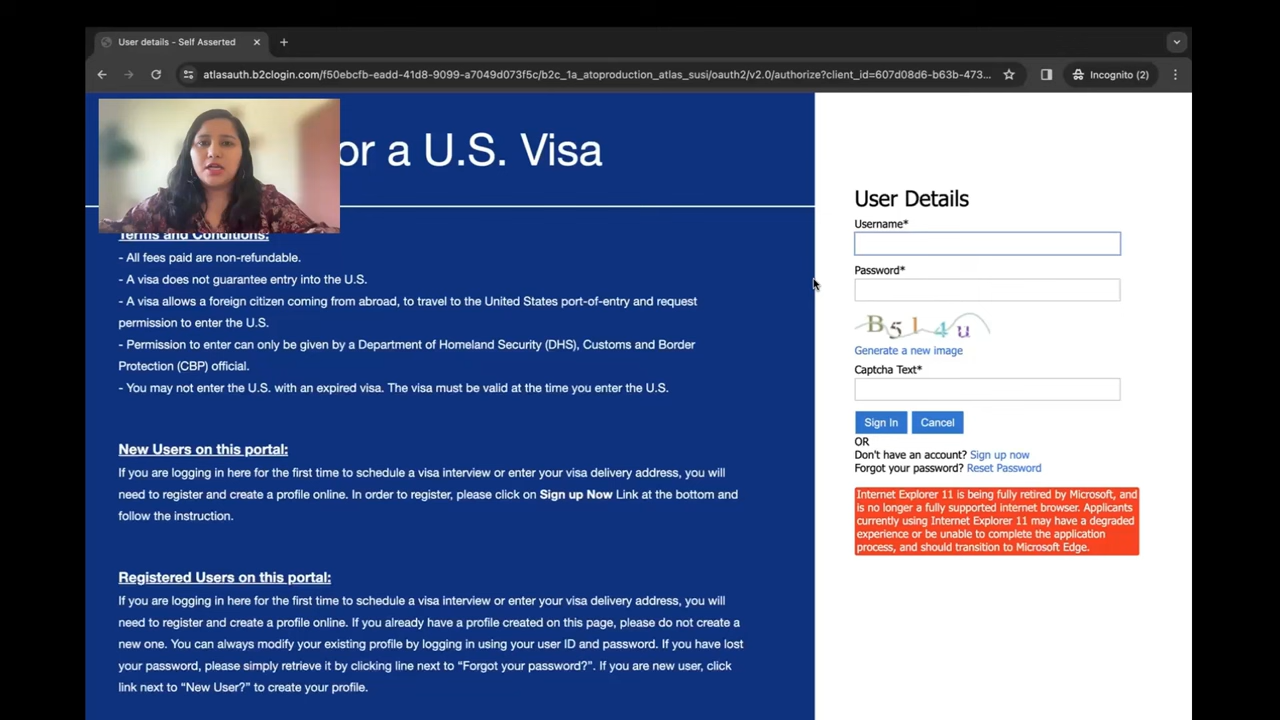 User details - Self Asserted
atlasauth.b2clogin.com/f50ebcfb-eadd-41d8-9099-a7049d073f5c/b2c_1a_atoproduction_atlas_susi/oauth2/v2.0/authorize?client_id=607d08d6-b63b-473...
Incognito (2)
or a U.S. Visa
Terms and Conditions:
- All fees paid are non-refundable.
- A visa does not guarantee entry into the U.S.
- A visa allows a foreign citizen coming from abroad, to travel to the United States port-of-entry and request
permission to enter the U.S.
- Permission to enter can only be given by a Department of Homeland Security (DHS), Customs and Border
Protection (CBP) official.
- You may not enter the U.S. with an expired visa. The visa must be valid at the time you enter the U.S.
New Users on this portal:
If you are logging in here for the first time to schedule a visa interview or enter your visa delivery address, you will
need to register and create a profile online. In order to register, please click on Sign up Now Link at the bottom and
follow the instruction.
Registered Users on this portal:
If you are logging in here for the first time to schedule a visa interview or enter your visa delivery address, you will
need to register and create a profile online. If you already have a profile created on this page, please do not create a
new one. You can always modify your existing profile by logging in using your user ID and password. If you have lost
your password, please simply retrieve it by clicking line next to “Forgot your password?”. If you are new user, click
link next to “New User?” to create your profile.
User Details
Username*
Password*
B514u
Generate a new image
Captcha Text*
Sign In Cancel
OR
Don't have an account? Sign up now
Forgot your password? Reset Password
Internet Explorer 11 is being fully retired by Microsoft, and
is no longer a fully supported internet browser. Applicants
currently using Internet Explorer 11 may have a degraded
experience or be unable to complete the application
process, and should transition to Microsoft Edge.